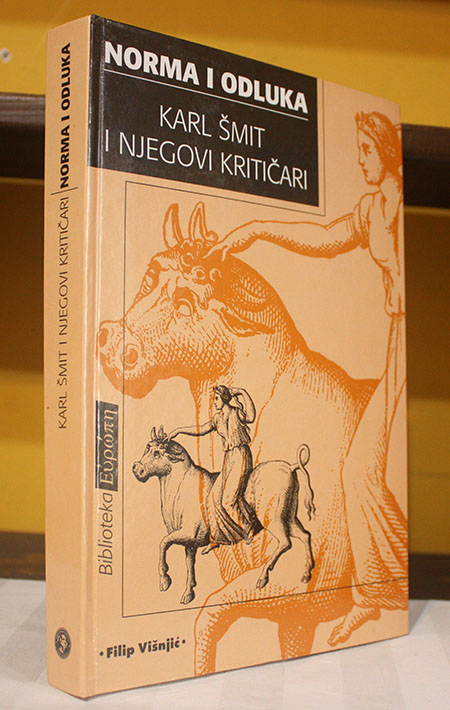 NORMA I ODLUKA
KARL ŠMIT
I NJEGOVI KRITIČARI
Biblioteka Ευρώπη
• Filip Višnjić •
KARL ŠMIT I NJEGOVI KRITIČARI | NORMA I ODLUKA